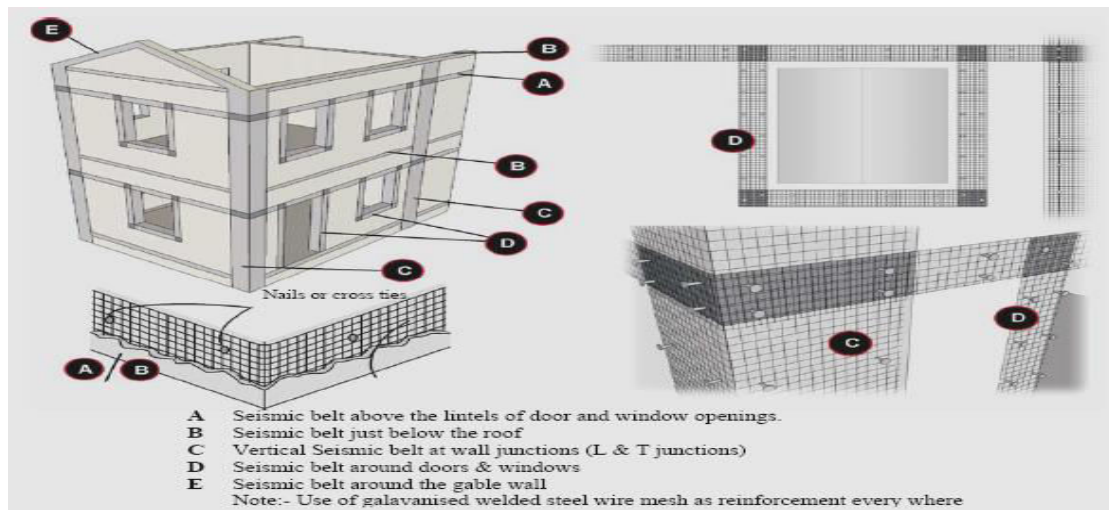 E
B
A
D
B
C
D
C
Nails or cross ties
A B
C
D
A Seismic belt above the lintels of door and window openings.
B Seismic belt just below the roof
C Vertical Seismic belt at wall junctions (L & T junctions)
D Seismic belt around doors & windows
E Seismic belt around the gable wall
Note:- Use of galavanised welded steel wire mesh as reinforcement every where